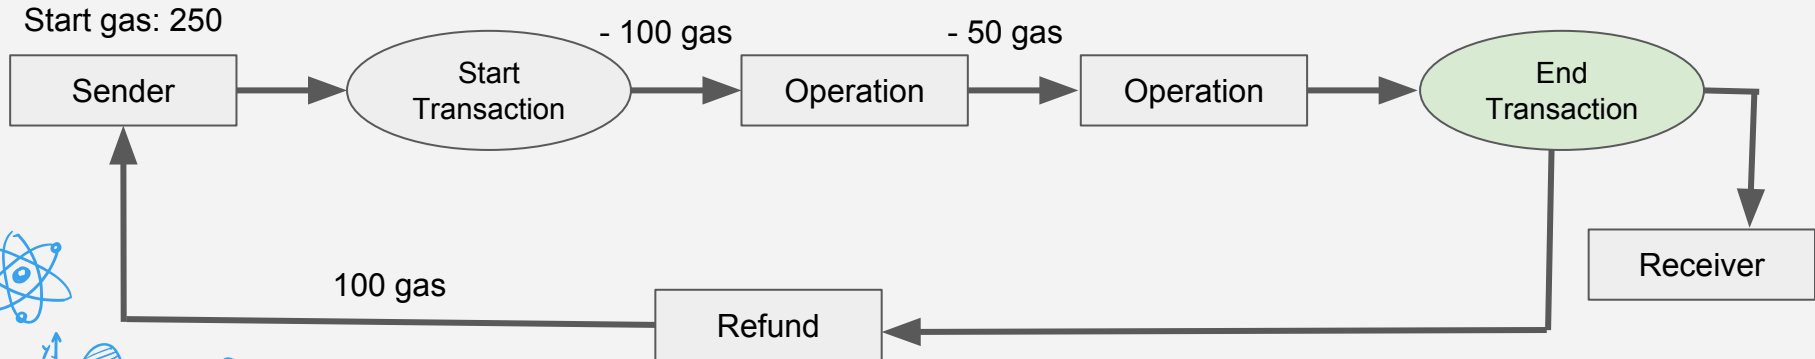 Start gas: 250
- 100 gas
- 50 gas
Sender
Start
Transaction
Operation
Operation
End
Transaction
Receiver
100 gas
Refund